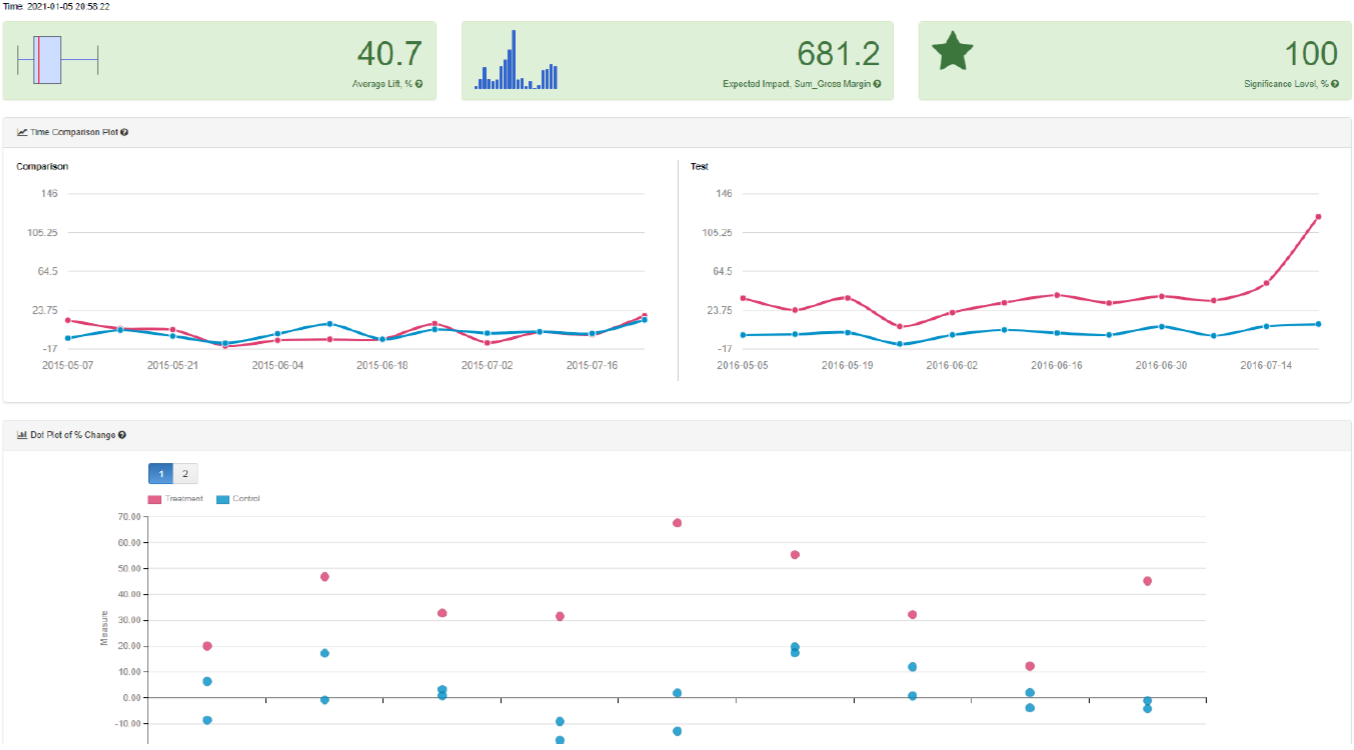 Time: 2021-01-05 20:58:22
40.7
Average Lift, %
681.2
Expected Impact, Sum_Gross Margin
100
Significance Level, %
Time Comparison Plot
Comparison
146
105.25
64.5
23.75
-17
2015-05-07 2015-05-21 2015-06-04 2015-06-18 2015-07-02 2015-07-16
Test
146
105.25
64.5
23.75
-17
2016-05-05 2016-05-19 2016-06-02 2016-06-16 2016-06-30 2016-07-14
Dot Plot of % Change
1 2
Treatment Control
Measure
70.00
60.00
50.00
40.00
30.00
20.00
10.00
0.00
-10.00